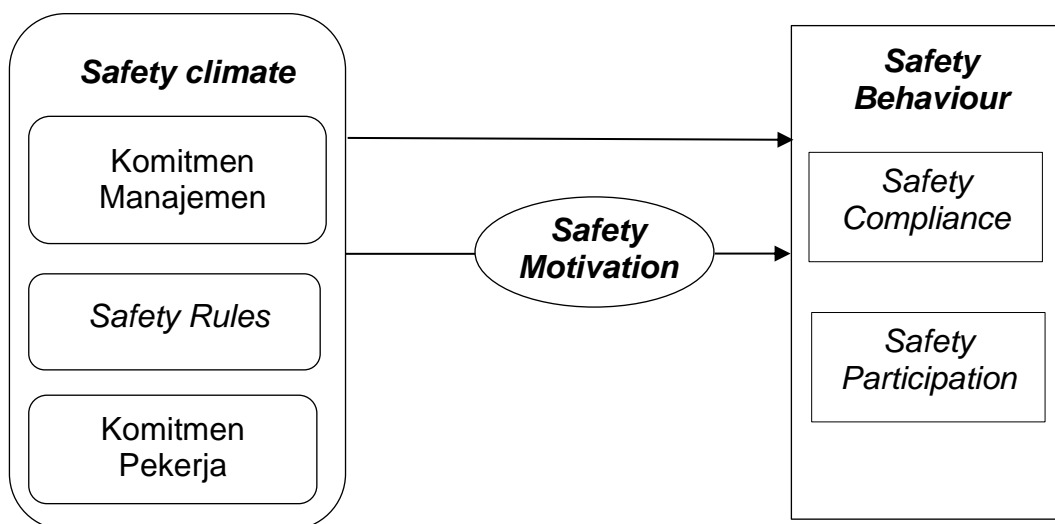 Safety climate
Komitmen
Manajemen
Safety Rules
Komitmen
Pekerja
Safety
Motivation
Safety
Behaviour
Safety
Compliance
Safety
Participation